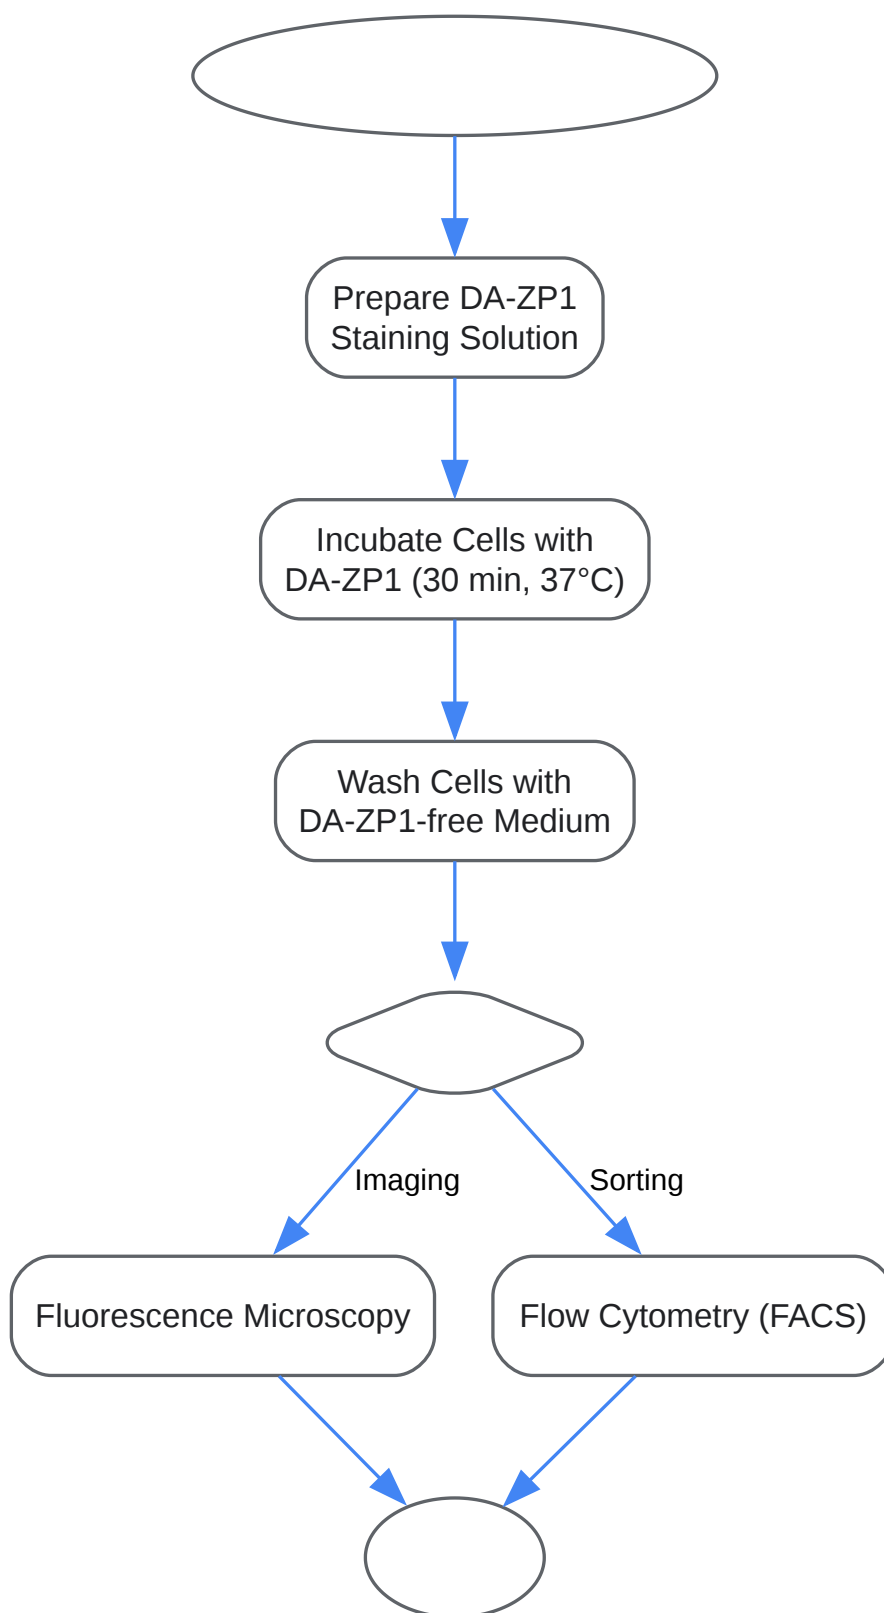 Prepare DA-ZP1
Staining Solution
Incubate Cells with
DA-ZP1 (30 min, 37°C)
Wash Cells with
DA-ZP1-free Medium
Imaging
Sorting
Fluorescence Microscopy
Flow Cytometry (FACS)